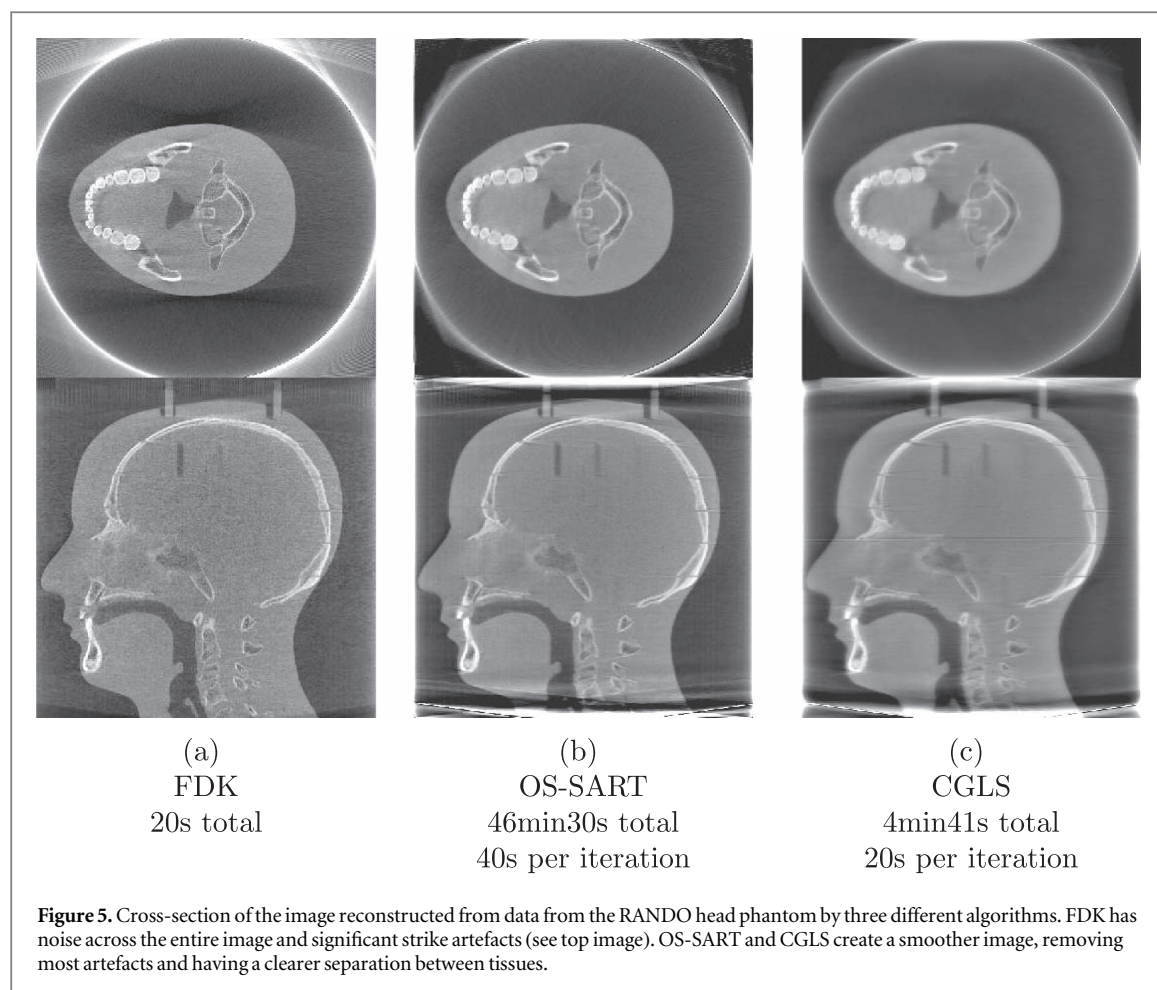 (a)
FDK
20s total
(b)
OS-SART
46min30s total
40s per iteration
(c)
CGLS
4min41s total
20s per iteration
Figure 5. Cross-section of the image reconstructed from data from the RANDO head phantom by three different algorithms. FDK has
noise across the entire image and significant strike artefacts (see top image). OS-SART and CGLS create a smoother image, removing
most artefacts and having a clearer separation between tissues.